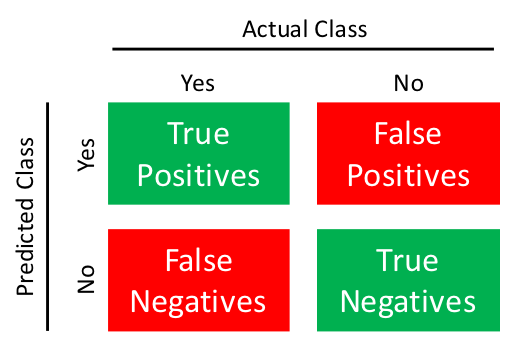 Actual Class
Yes
No
Predicted Class
Yes
True
Positives
False
Positives
No
False
Negatives
True
Negatives